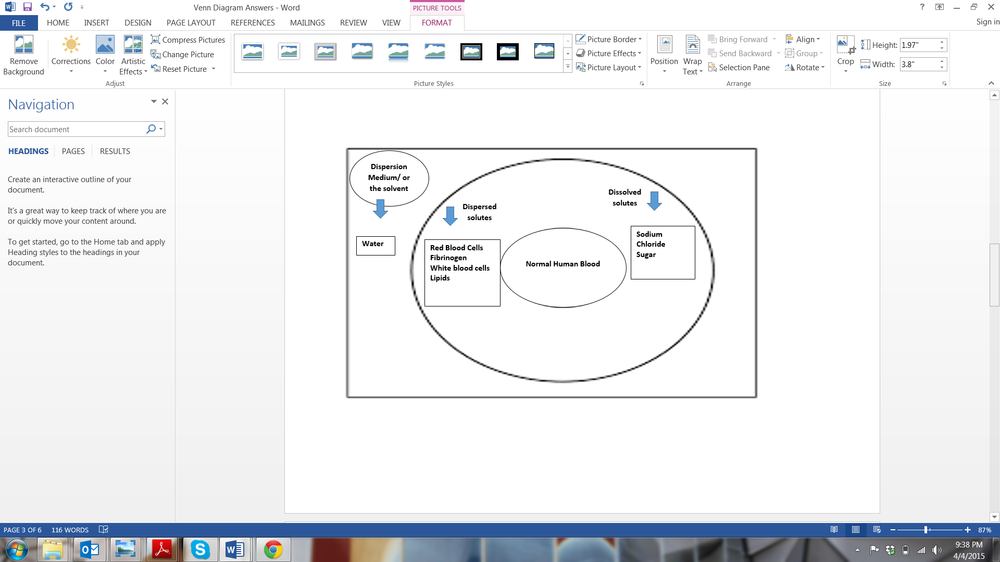 Venn Diagram Answers - Word
PICTURE TOOLS
?
FILE
HOME
INSERT
DESIGN
PAGE LAYOUT
REFERENCES
MAILINGS
REVIEW
VIEW
FORMAT
Sign in
Remove
Background
Corrections
Color
Artistic
Effects
Compress Pictures
Change Picture
Reset Picture
Adjust
Picture Styles
Picture Border
Picture Effects
Picture Layout
Position
Wrap
Text
Bring Forward
Send Backward
Selection Pane
Align
Group
Rotate
Arrange
Crop
Height:
1.97"
Width:
3.8"
Size
Navigation
Search document
HEADINGS
PAGES
RESULTS
Create an interactive outline of your
document.
It's a great way to keep track of where you are
or quickly move your content around.
To get started, go to the Home tab and apply
Heading styles to the headings in your
document.
Dispersion
Medium/ or
the solvent
Water
Dispersed
solutes
Red Blood Cells
Fibrinogen
White blood cells
Lipids
Normal Human Blood
Dissolved
solutes
Sodium
Chloride
Sugar
PAGE 3 OF 6
116 WORDS
87%
9:38 PM
4/4/2015